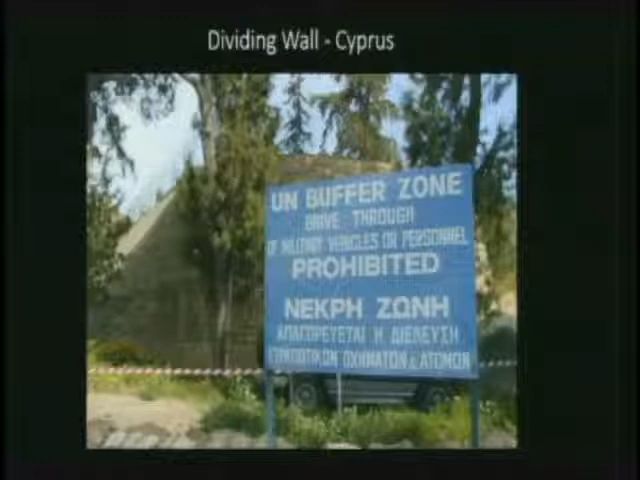 Dividing Wall - Cyprus
UN BUFFER ZONE
DRIVE THROUGH
OF MILITARY VEHICLES OR PERSONNEL
PROHIBITED
ΝΕΚΡΗ ΖΩΝΗ
ΑΠΑΓΟΡΕΥΕΤΑΙ Η ΔΙΕΛΕΥΣΗ
ΟΧΗΜΑΤΩΝ & ΑΤΟΜΩΝ